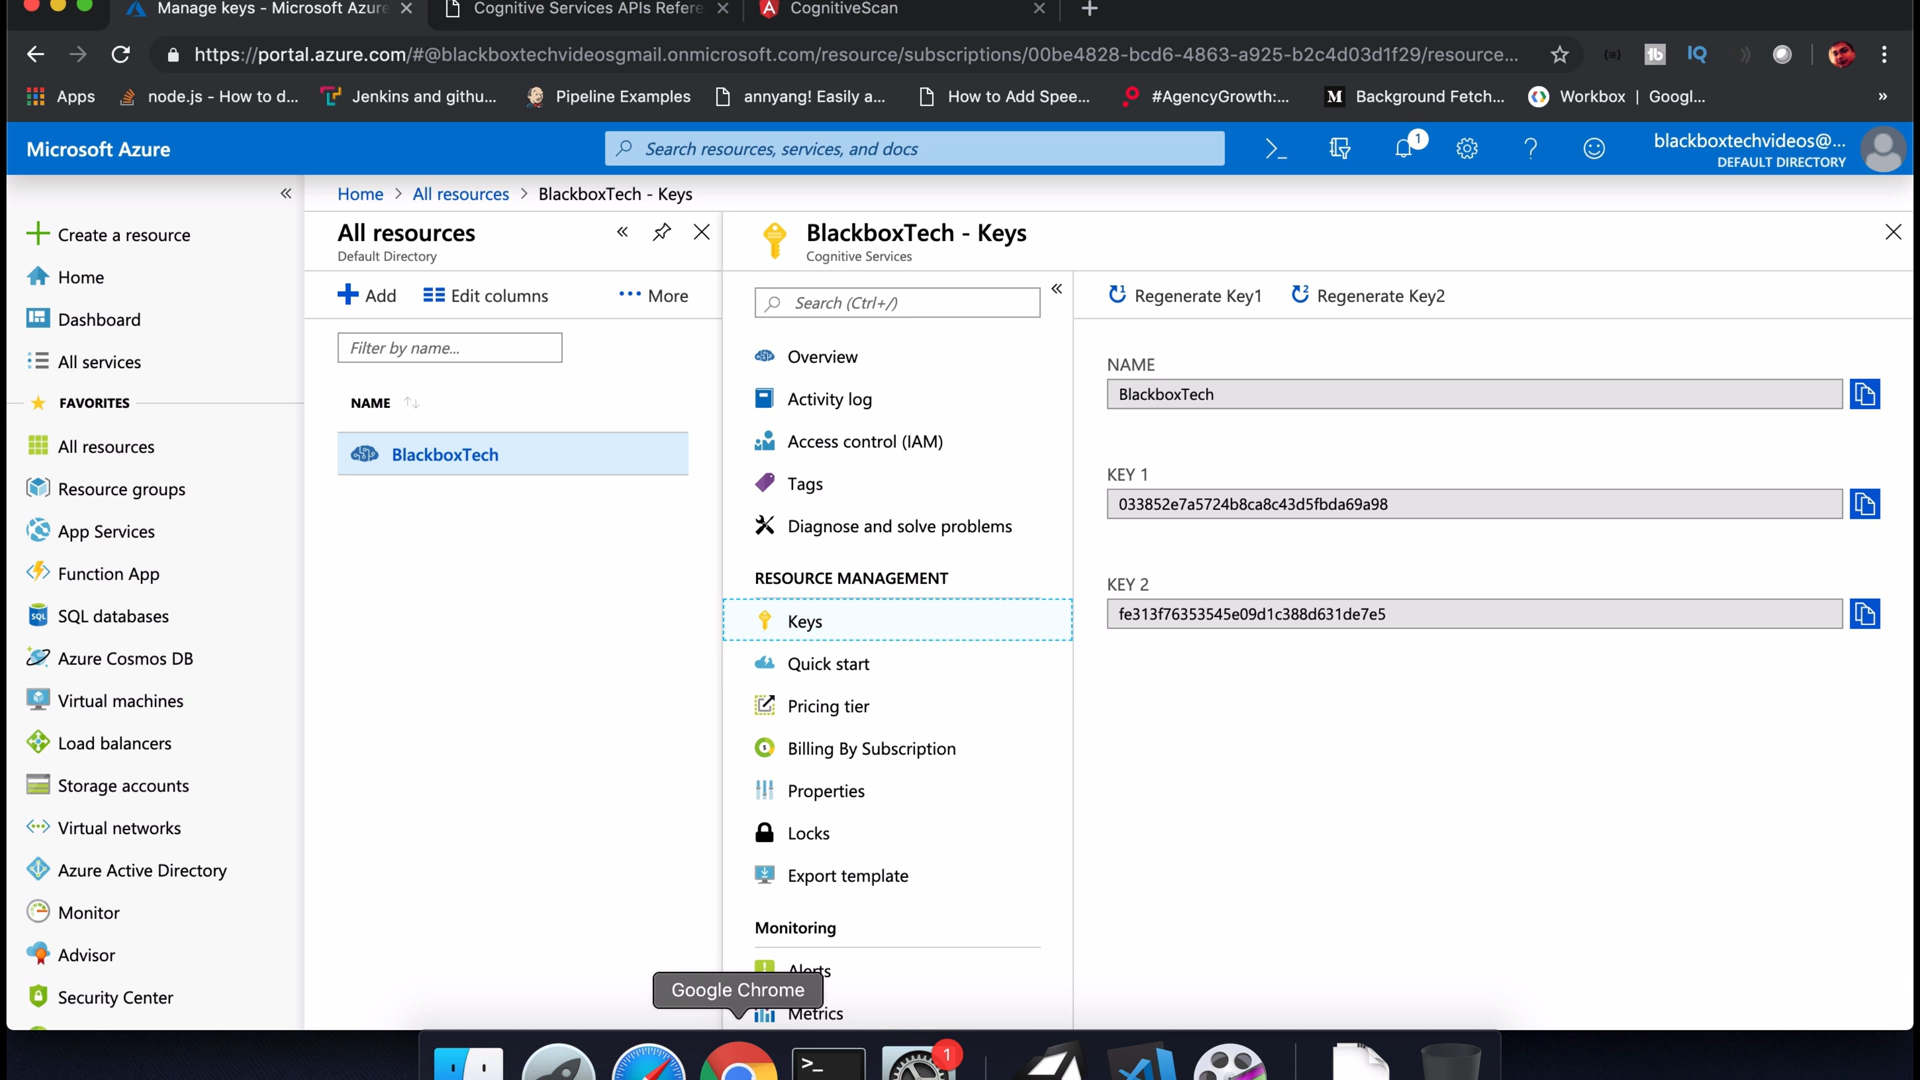 Manage keys - Microsoft Azure
Cognitive Services APIs Refere
CognitiveScan
https://portal.azure.com/#@blackboxtechvideosgmail.onmicrosoft.com/resource/subscriptions/00be4828-bcd6-4863-a925-b2c4d03d1f29/resource...
Apps
node.js - How to d...
Jenkins and githu...
Pipeline Examples
annyang! Easily a...
How to Add Spee...
#AgencyGrowth:...
Background Fetch...
Workbox | Googl...
»
Microsoft Azure
Search resources, services, and docs
1
blackboxtechvideos@...
DEFAULT DIRECTORY
Home > All resources > BlackboxTech - Keys
Create a resource
Home
Dashboard
All services
FAVORITES
All resources
Resource groups
App Services
Function App
SQL databases
Azure Cosmos DB
Virtual machines
Load balancers
Storage accounts
Virtual networks
Azure Active Directory
Monitor
Advisor
Security Center
All resources
Default Directory
Add
Edit columns
More
Filter by name...
NAME
BlackboxTech
BlackboxTech - Keys
Cognitive Services
Search (Ctrl+/)
Overview
Activity log
Access control (IAM)
Tags
Diagnose and solve problems
RESOURCE MANAGEMENT
Keys
Quick start
Pricing tier
Billing By Subscription
Properties
Locks
Export template
Monitoring
Alerts
Metrics
Regenerate Key1
Regenerate Key2
NAME
BlackboxTech
KEY 1
033852e7a5724b8ca8c43d5fbda69a98
KEY 2
fe313f76353545e09d1c388d631de7e5
Google Chrome
1